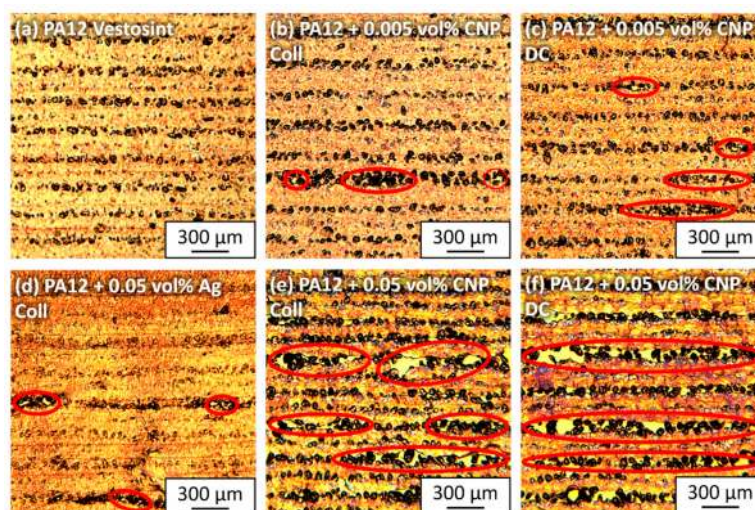 (a) PA12 Vestosint
300 µm
(b) PA12 + 0.005 vol% CNP
Coll
300 µm
(c) PA12 + 0.005 vol% CNP
DC
300 µm
(d) PA12 + 0.05 vol% Ag
Coll
300 µm
(e) PA12 + 0.05 vol% CNP
Coll
300 µm
(f) PA12 + 0.05 vol% CNP
DC
300 µm